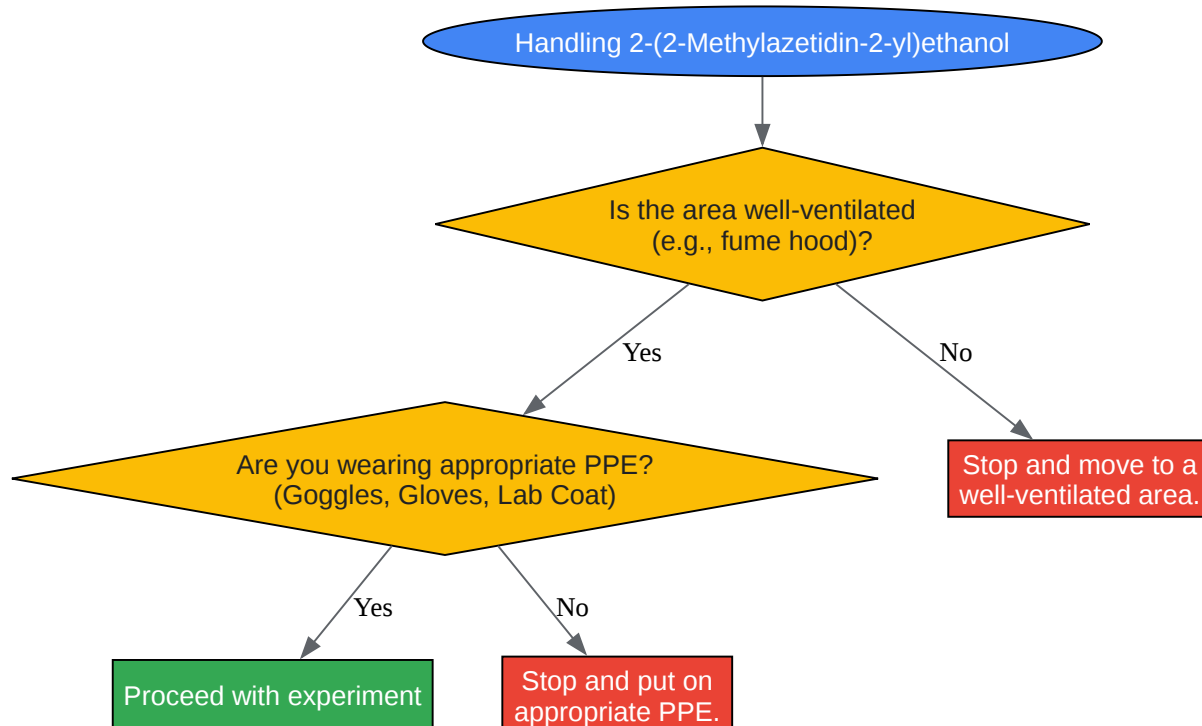 Handling 2-(2-Methylazetidin-2-yl)ethanol
Is the area well-ventilated
(e.g., fume hood)?
Yes
No
Are you wearing appropriate PPE?
(Goggles, Gloves, Lab Coat)
Stop and move to a
well-ventilated area.
Yes
No
Proceed with experiment
Stop and put on
appropriate PPE.